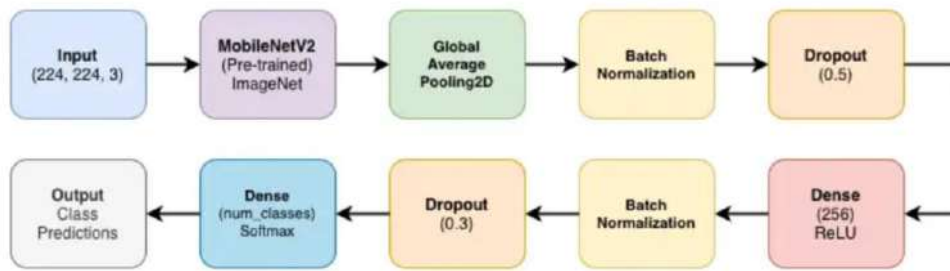 Input
(224, 224, 3)
MobileNetV2
(Pre-trained)
ImageNet
Global
Average
Pooling2D
Batch
Normalization
Dropout
(0.5)
Dense
(256)
ReLU
Batch
Normalization
Dropout
(0.3)
Dense
(num_classes)
Softmax
Output
Class
Predictions